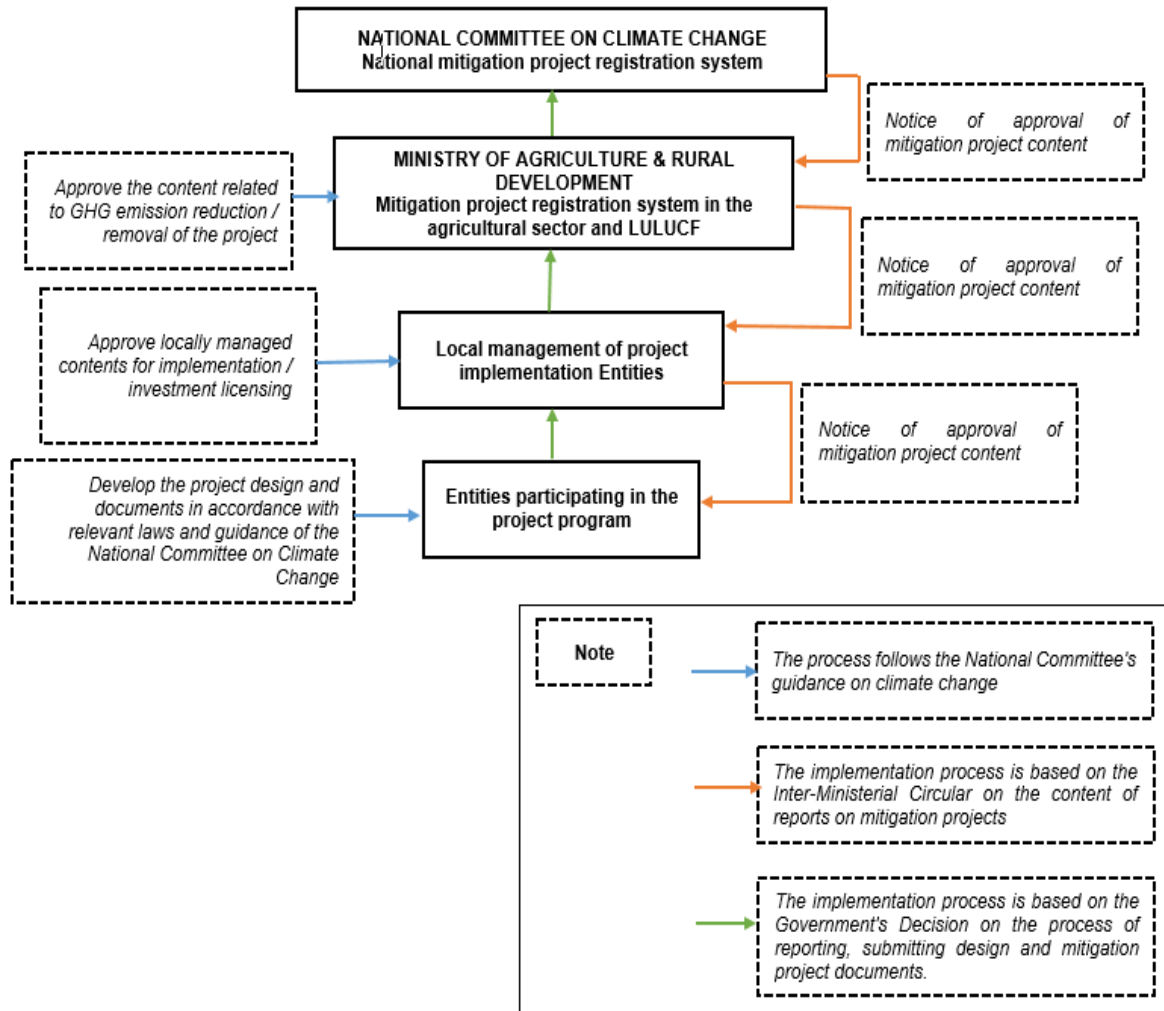 NATIONAL COMMITTEE ON CLIMATE CHANGE
National mitigation project registration system
Notice of approval of
mitigation project content
MINISTRY OF AGRICULTURE & RURAL
DEVELOPMENT
Mitigation project registration system in the
agricultural sector and LULUCF
Approve the content related
to GHG emission reduction /
removal of the project
Notice of approval of
mitigation project content
Approve locally managed
contents for implementation /
investment licensing
Local management of project
implementation Entities
Notice of approval of
mitigation project content
Develop the project design and
documents in accordance with
relevant laws and guidance of the
National Committee on Climate
Change
Entities participating in the
project program
Note
The process follows the National Committee's
guidance on climate change
The implementation process is based on the
Inter-Ministerial Circular on the content of
reports on mitigation projects
The implementation process is based on the
Government's Decision on the process of
reporting, submitting design and mitigation
project documents.